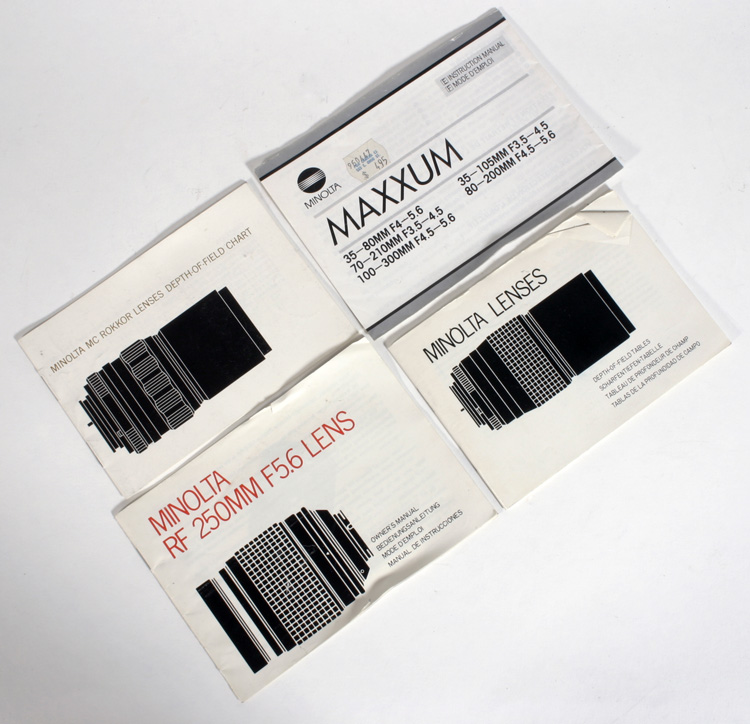 E INSTRUCTION MANUAL
F MODE D'EMPLOI
MINOLTA
$ 495
MAXXUM
35—80MM F4—5.6
70—210MM F3.5—4.5
100—300MM F4.5—5.6
35—105MM F3.5—4.5
80—200MM F4.5—5.6
MINOLTA MC ROKKOR LENSES DEPTH-OF-FIELD CHART
MINOLTA LENSES
DEPTH-OF-FIELD TABLES
SCHÄRFENTIEFEN-TABELLE
TABLEAU DE PROFONDEUR DE CHAMP
TABLAS DE LA PROFUNDIDAD DE CAMPO
MINOLTA
RF 250MM F5.6 LENS
OWNER'S MANUAL
BEDIENUNGSANLEITUNG
MODE D'EMPLOI
MANUAL DE INSTRUCCIONES